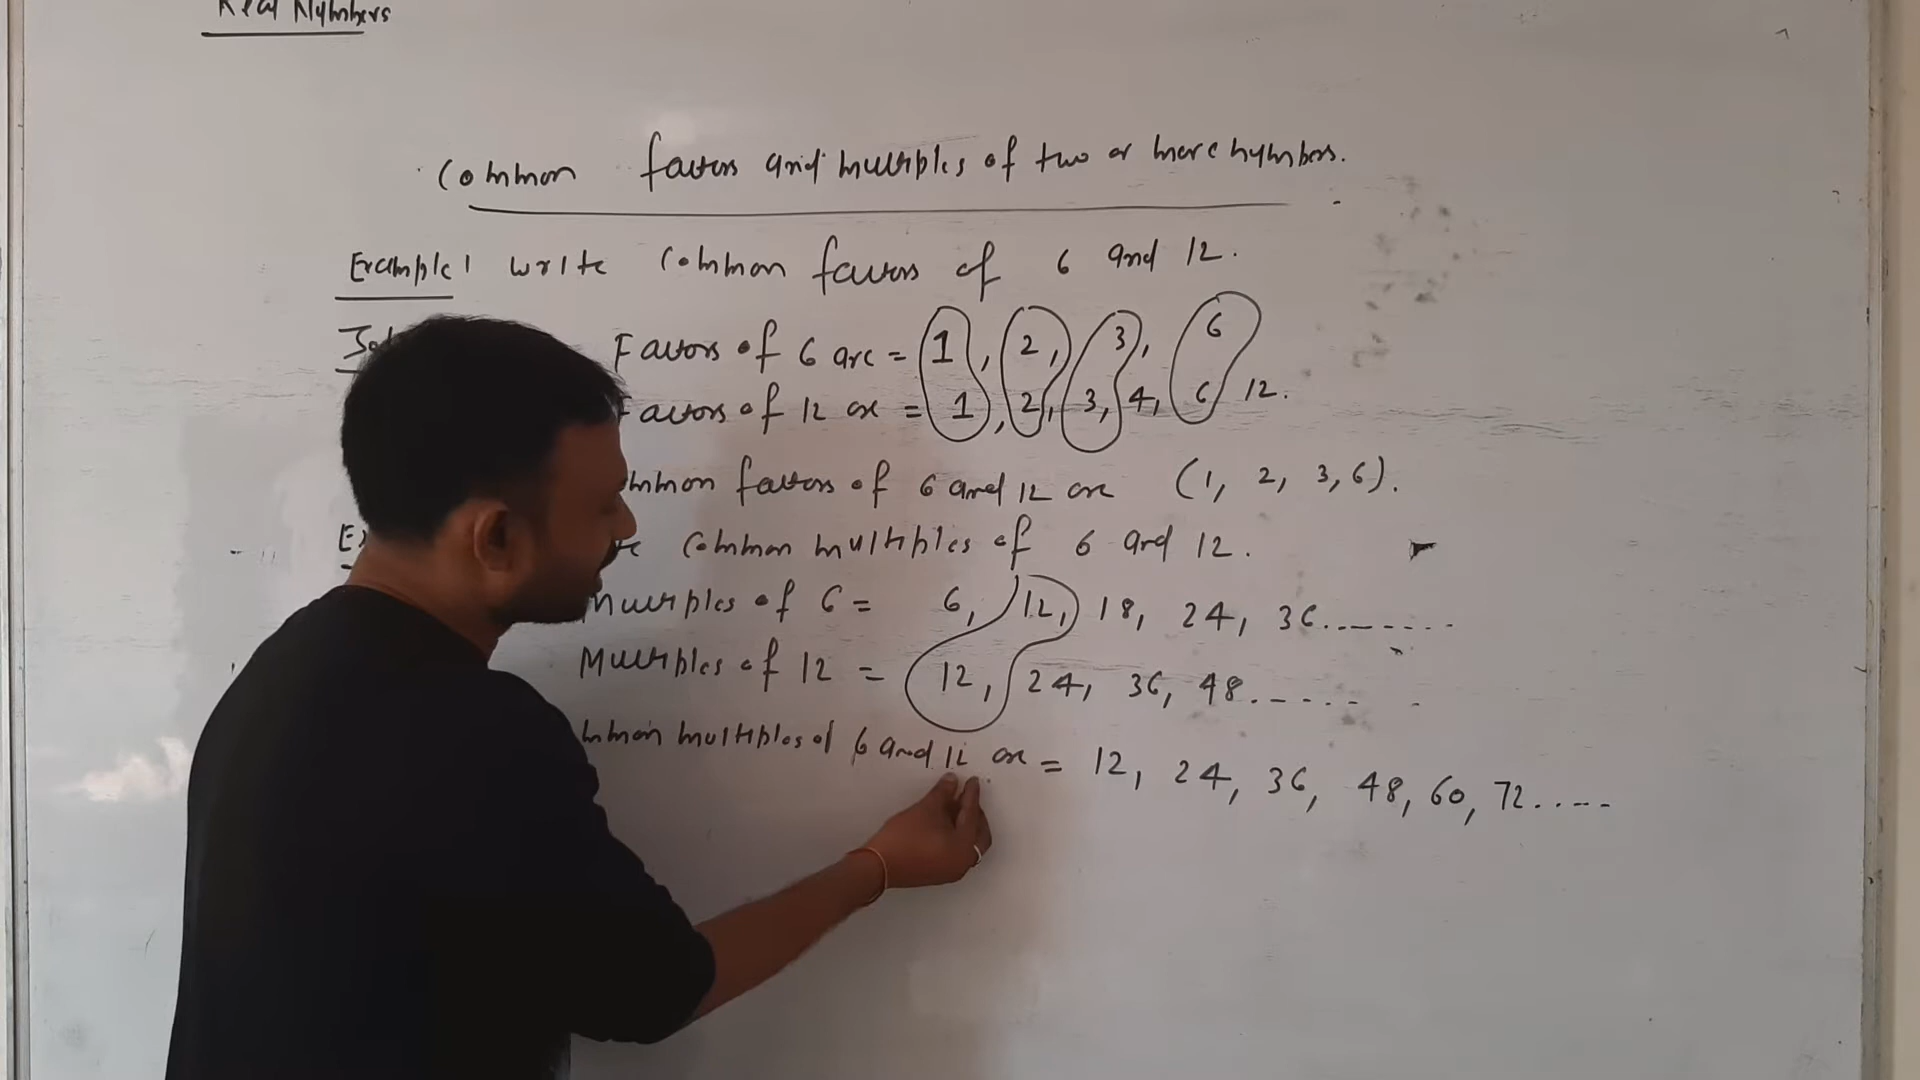 Real Numbers
Common factors and multiples of two or more numbers.
Example 1 write common factors of 6 and 12.
Factors of 6 are = 1, 2, 3, 6
Factors of 12 are = 1, 2, 3, 4, 6 12.
mmon factors of 6 and 12 are (1, 2, 3, 6).
common multiples of 6 and 12.
multiples of 6 = 6, 12, 18, 24, 36........
Multiples of 12 = 12, 24, 36, 48......
mmon multiples of 6 and 12 are = 12, 24, 36, 48, 60, 72.....